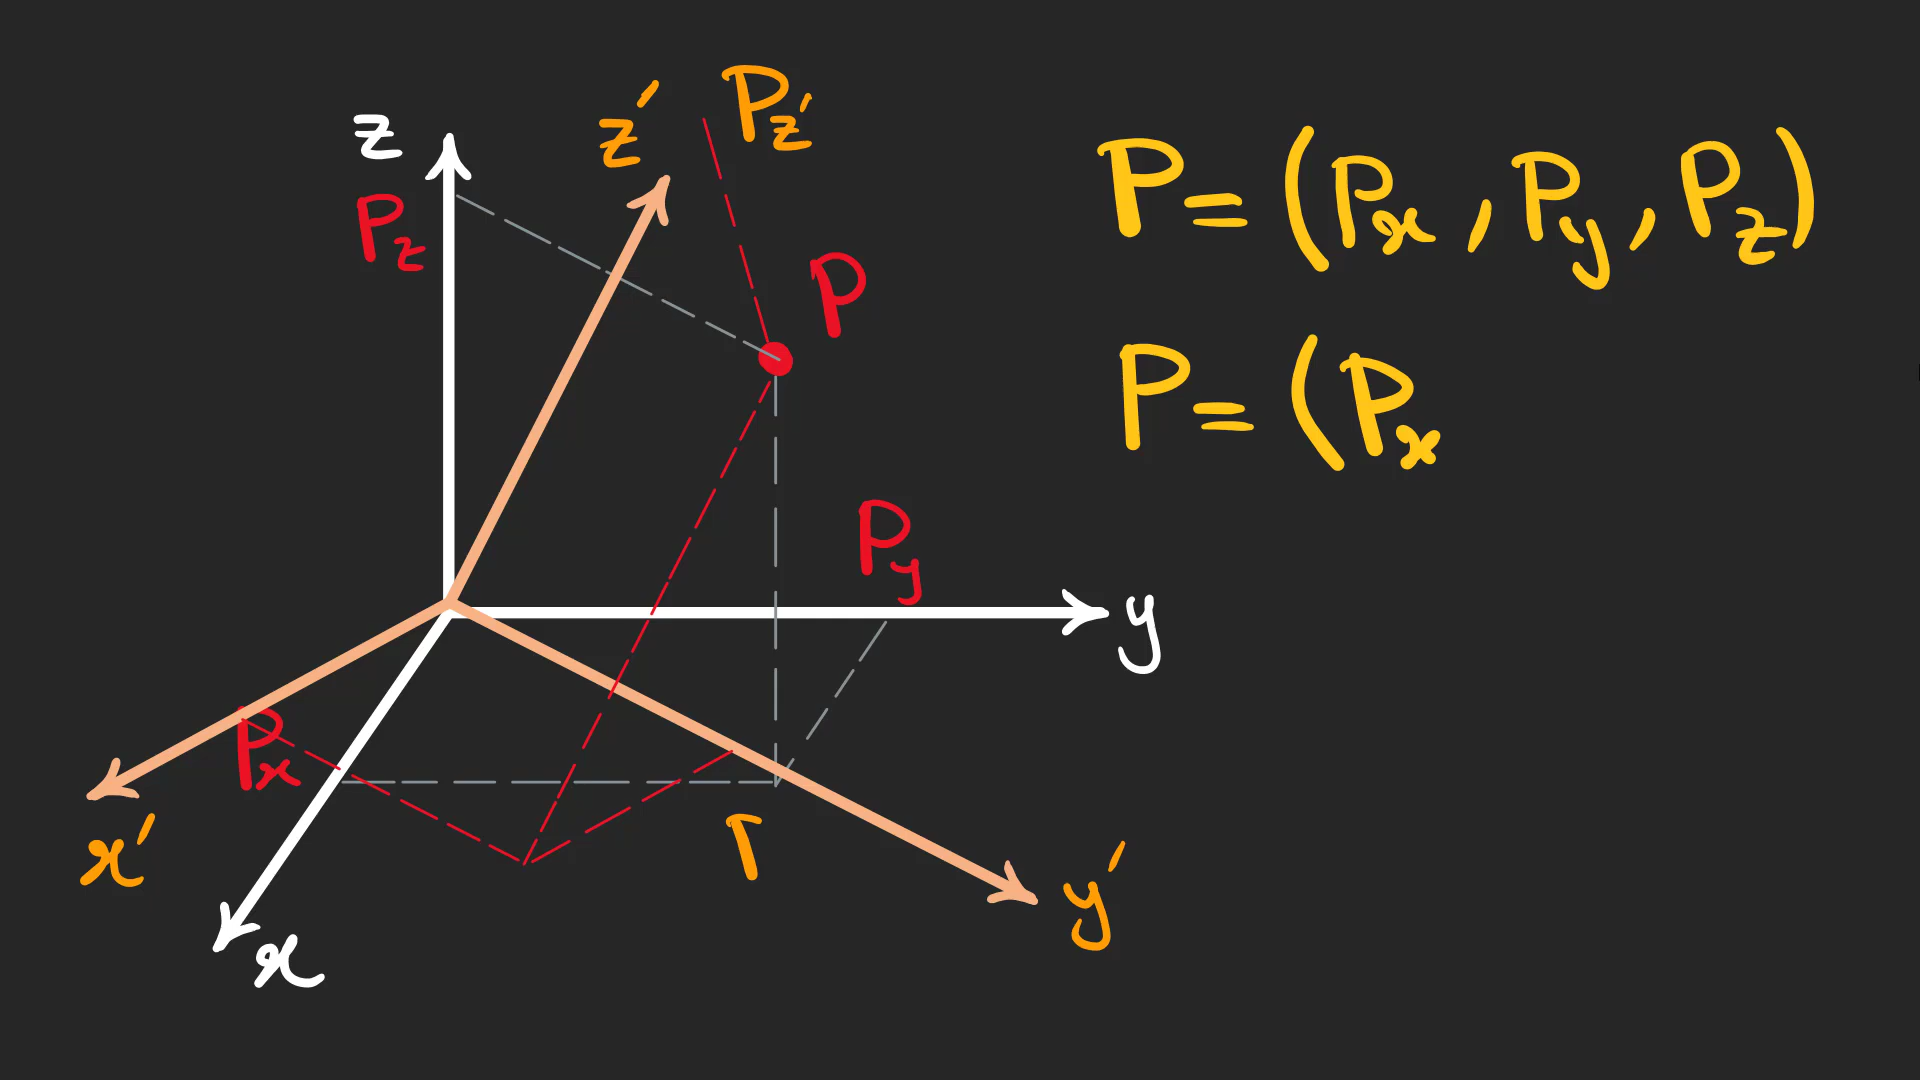 z
z′
P_z′
P_z
P
P = (P_x , P_y , P_z)
P = (P_x
P_y
y
P_x
x′
y′
x